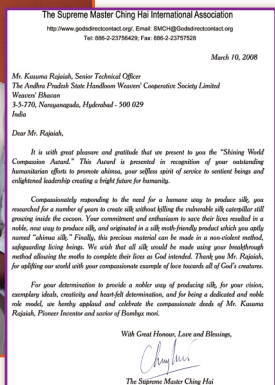 The Supreme Master Ching Hai International Association
http://www.godsdirectcontact.org/, Email: SMCH@Godsdirectcontact.org
Tel: 886-2-23756429; Fax: 886-2-23757528
March 10, 2008
Mr. Kusuma Rajaiah, Senior Technical Officer
The Andhra Pradesh State Handloom Weavers' Cooperative Society Limited
Weavers' Bhavan
3-5-770, Narayanaguda, Hyderabad - 500 029
India
Dear Mr. Rajaiah,
It is with great pleasure and gratitude that we present to you the "Shining World
Compassion Award." This Award is presented in recognition of your outstanding
humanitarian efforts to promote ahimsa, your selfless spirit of service to sentient beings and
enlightened leadership creating a bright future for humanity.
Compassionately responding to the need for a humane way to produce silk, you
researched for a number of years to create silk without killing the vulnerable silk caterpillar still
growing inside the cocoon. Your commitment and enthusiasm to save their lives resulted in a
noble, new way to produce silk, and originated in a silk moth-friendly product which you aptly
named "ahimsa silk." Finally, this precious material can be made in a non-violent method,
safeguarding living beings. We wish that all silk would be made using your breakthrough
method allowing the moths to complete their lives as God intended. Thank you Mr. Rajaiah,
for uplifting our world with your compassionate example of love towards all of God's creatures.
For your determination to provide a nobler way of producing silk, for your vision,
exemplary ideals, creativity and heart-felt determination, and for being a dedicated and noble
role model, we hereby applaud and celebrate the compassionate deeds of Mr. Kusuma
Rajaiah, Pioneer Inventor and savior of Bombyx mori.
With Great Honour, Love and Blessings,
The Supreme Master Ching Hai